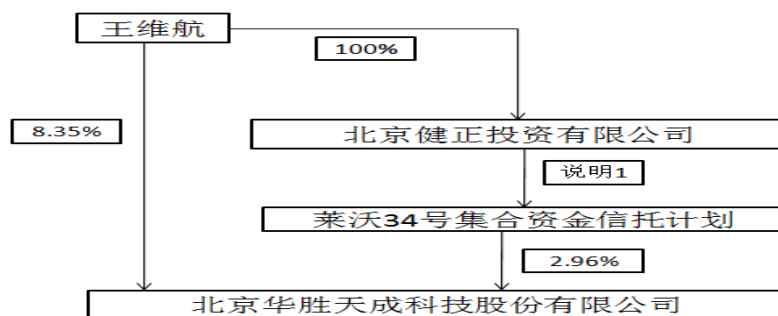 王维航
100%
8.35%
北京健正投资有限公司
说明1
莱沃34号集合资金信托计划
2.96%
北京华胜天成科技股份有限公司